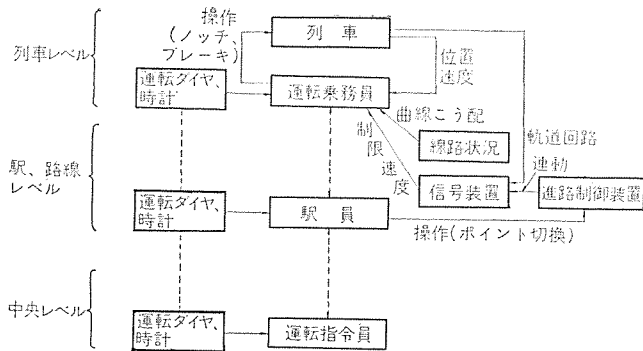 操作
(ノッチ、
ブレーキ)
列車
列車レベル
位置
速度
運転ダイヤ、
時計
運転乗務員
曲線こう配
制限速度
線路状況
軌道回路
駅、路線
レベル
連動
信号装置
進路制御装置
運転ダイヤ、
時計
駅員
操作(ポイント切換)
中央レベル
運転ダイヤ、
時計
運転指令員